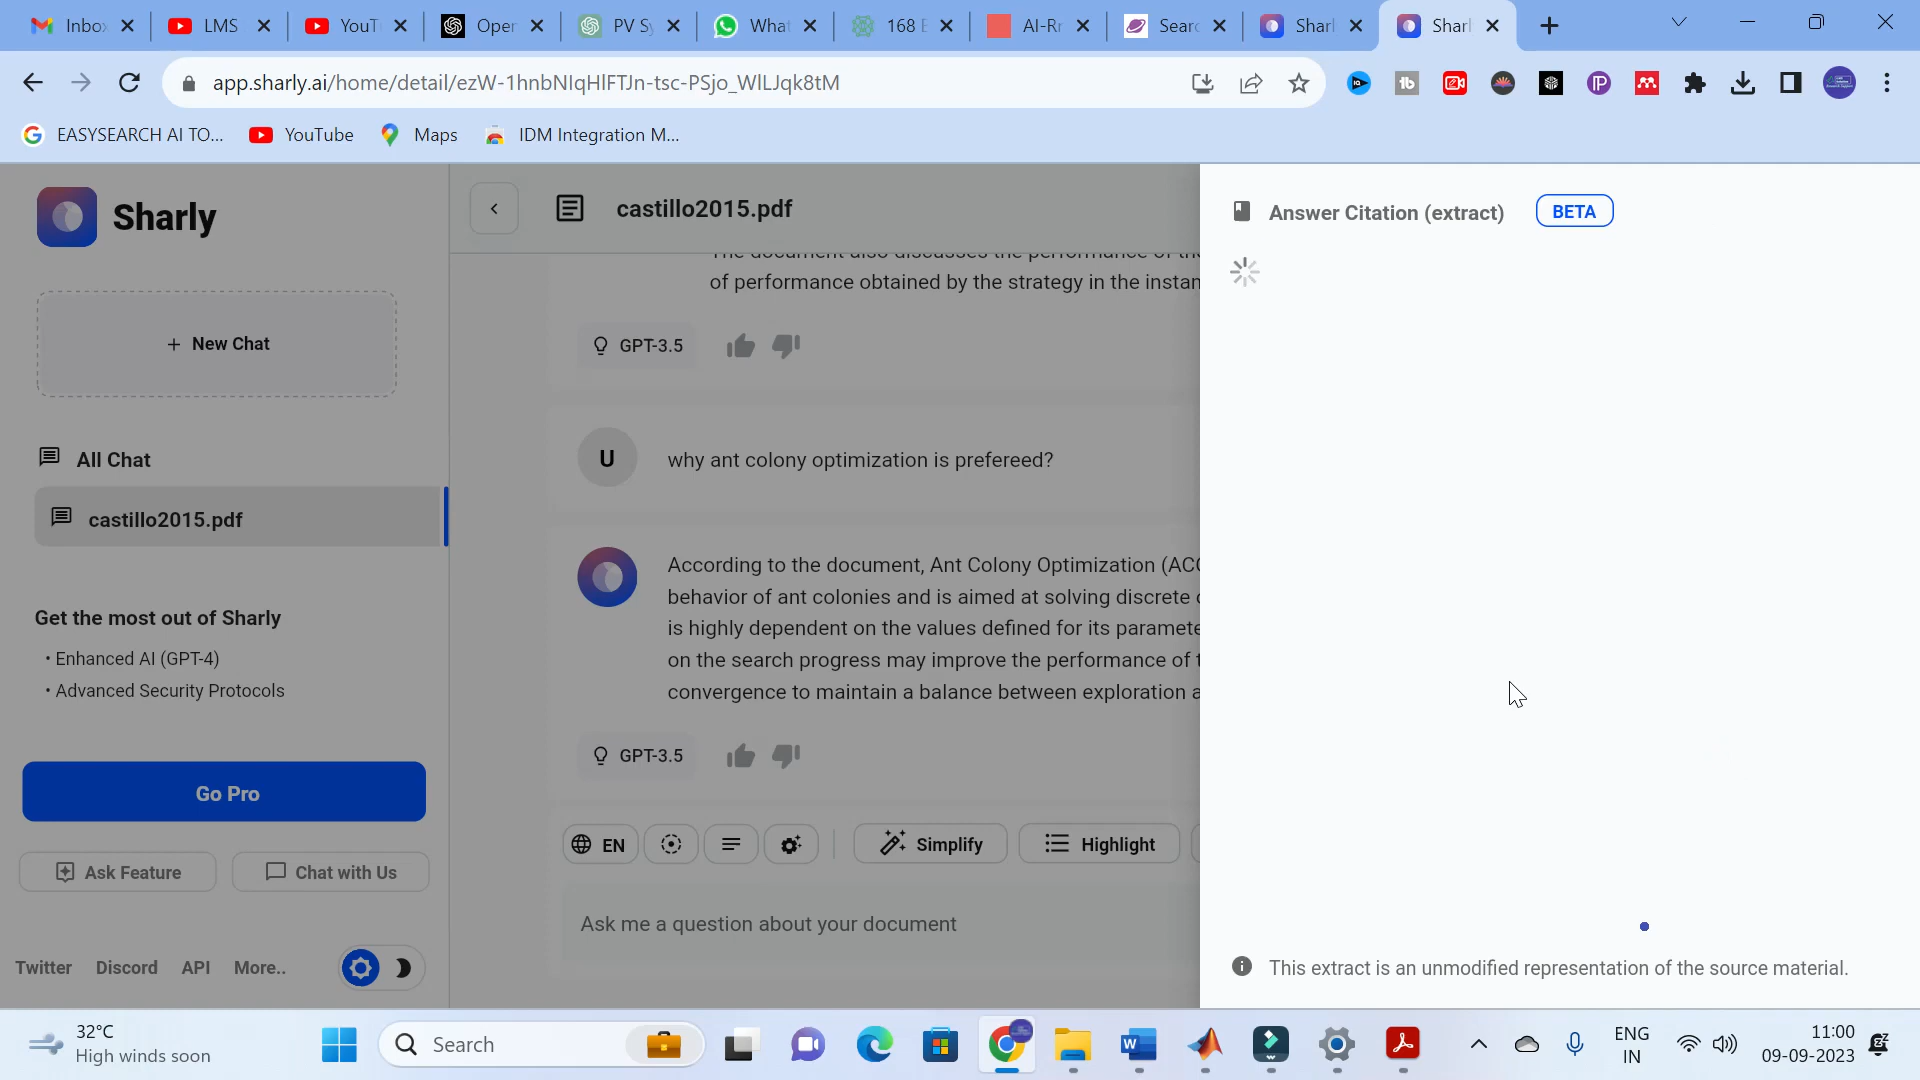 Inbo
LMS
YouT
Open
PV Sy
What
168 E
AI-Rr
Searc
Sharl
Sharl
app.sharly.ai/home/detail/ezW-1hnbNIqHlFTJn-tsc-PSjo_WlLJqk8tM
EASYSEARCH AI TO...
YouTube
Maps
IDM Integration M...
Sharly
castillo2015.pdf
Answer Citation (extract)
BETA
of performance obtained by the strategy in the instan
+ New Chat
GPT-3.5
All Chat
U
why ant colony optimization is prefereed?
castillo2015.pdf
According to the document, Ant Colony Optimization (ACO
behavior of ant colonies and is aimed at solving discrete
is highly dependent on the values defined for its paramete
on the search progress may improve the performance of t
convergence to maintain a balance between exploration a
Get the most out of Sharly
• Enhanced AI (GPT-4)
• Advanced Security Protocols
GPT-3.5
Go Pro
EN
Simplify
Highlight
Ask Feature
Chat with Us
Ask me a question about your document
Twitter
Discord
API
More..
This extract is an unmodified representation of the source material.
32°C
High winds soon
Search
ENG
IN
11:00
09-09-2023